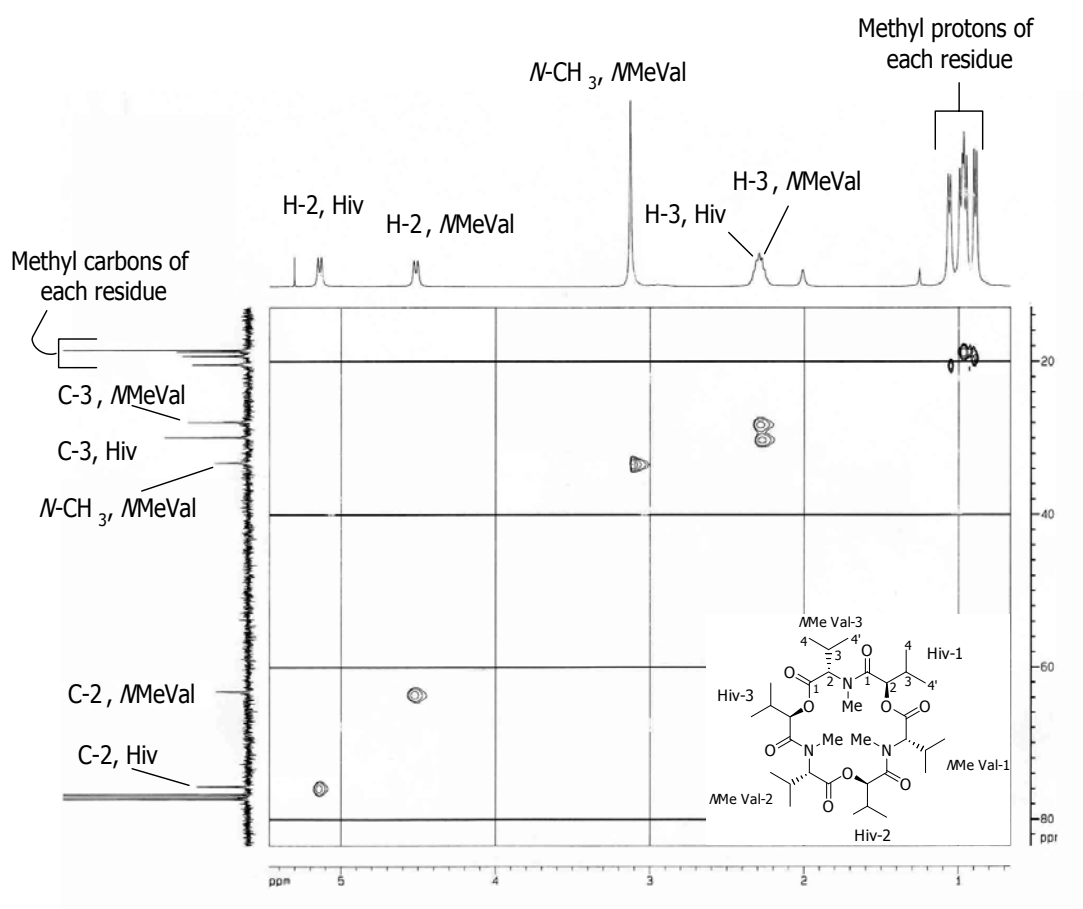 Methyl protons of
each residue
N-CH3, NMeVal
H-3, NMeVal
H-3, Hiv
H-2, Hiv
H-2, NMeVal
Methyl carbons of
each residue
C-3, NMeVal
C-3, Hiv
N-CH3, NMeVal
C-2, NMeVal
C-2, Hiv
20
40
60
80
ppm
ppm 5 4 3 2 1
NMe Val-3
4 4'
3
O O 4
Hiv-1
1 2 N 1 2 3 4'
Hiv-3
O Me O O
O N Me Me N
NMe Val-1
NMe Val-2
O O O
Hiv-2